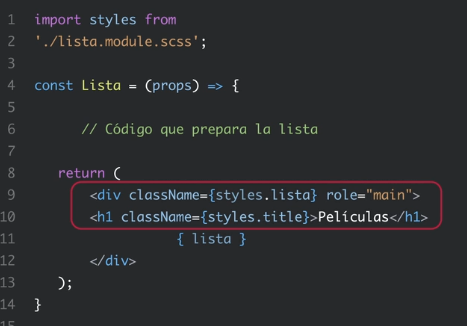 1 import styles from
2 './lista.module.scss';
3
4 const Lista = (props) => {
5
6 // Código que prepara la lista
7
8 return (
9 <div className={styles.lista} role="main">
10 <h1 className={styles.title}>Películas</h1>
11 { lista }
12 </div>
13 );
14 }
15